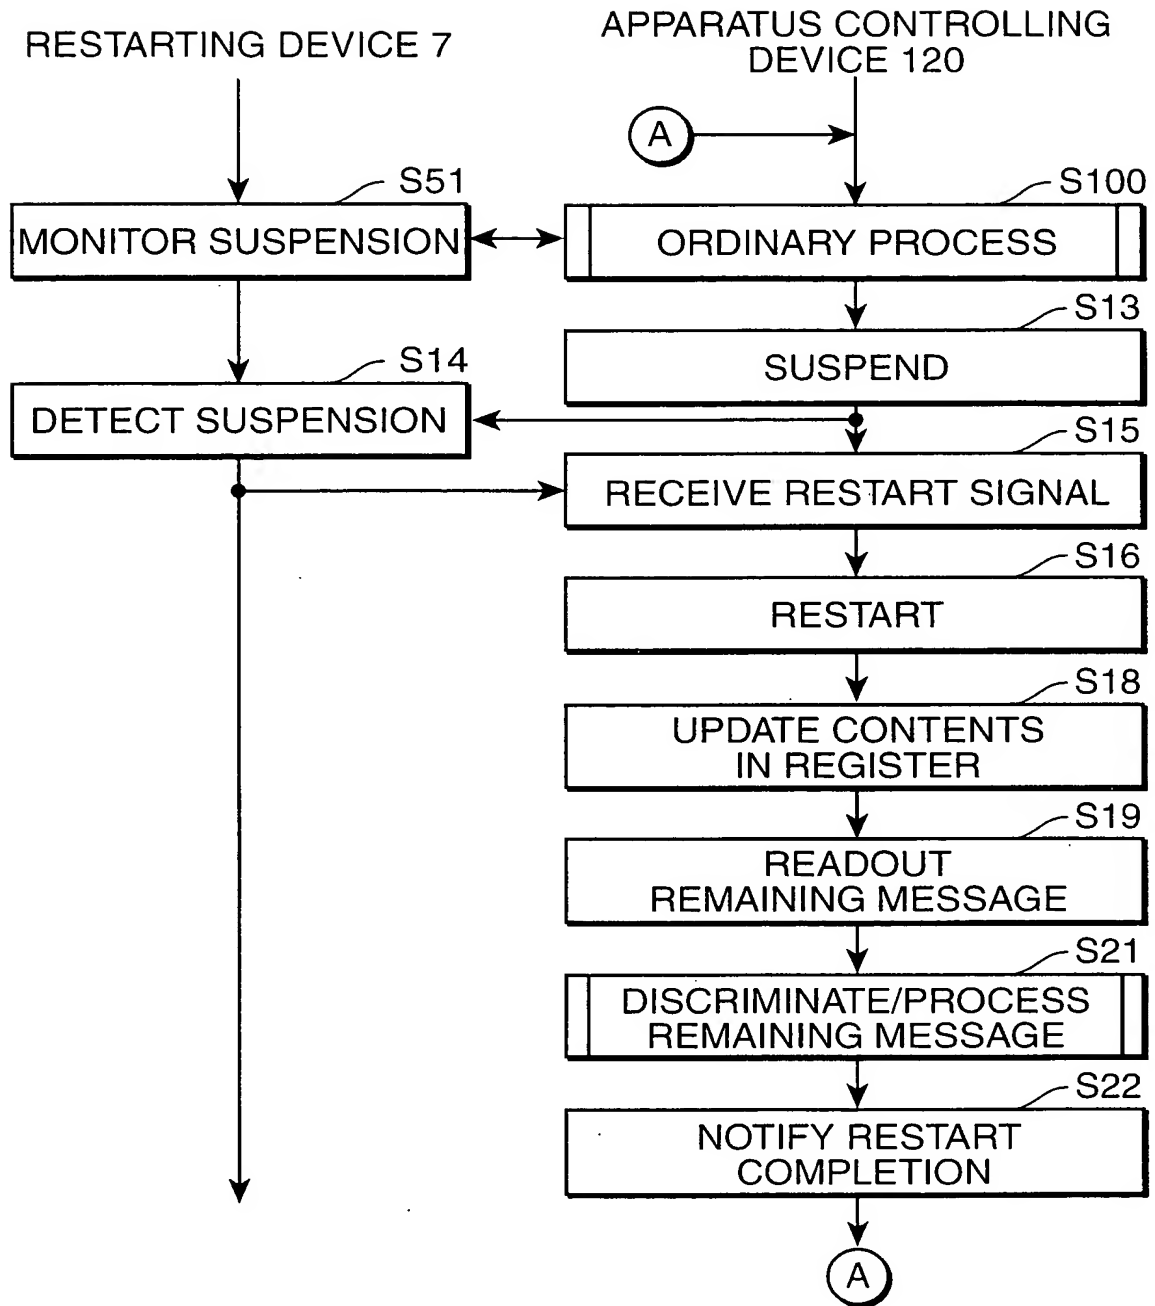 RESTARTING DEVICE 7
APPARATUS CONTROLLING
DEVICE 120
A
S51
MONITOR SUSPENSION
S100
ORDINARY PROCESS
S13
SUSPEND
S14
DETECT SUSPENSION
S15
RECEIVE RESTART SIGNAL
S16
RESTART
S18
UPDATE CONTENTS
IN REGISTER
S19
READOUT
REMAINING MESSAGE
S21
DISCRIMINATE/PROCESS
REMAINING MESSAGE
S22
NOTIFY RESTART
COMPLETION
A